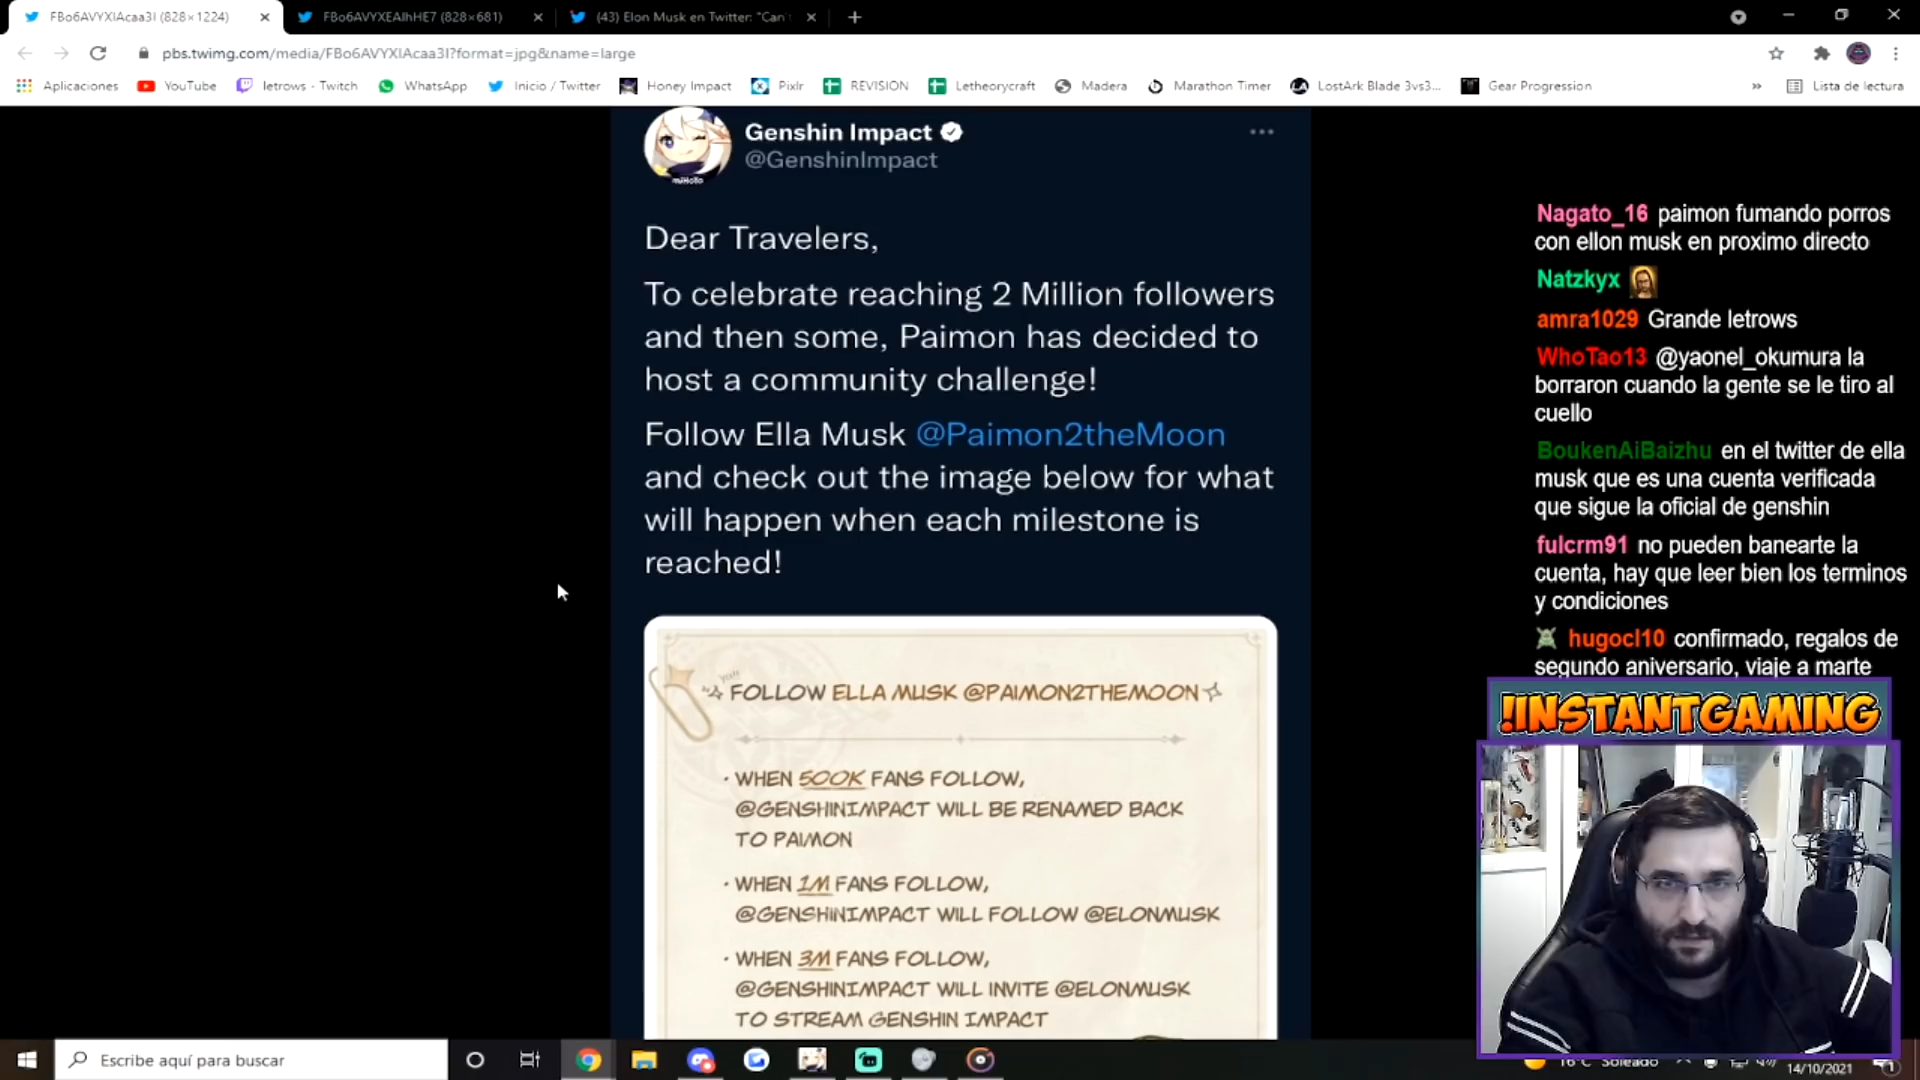 FBo6AVYXIAcaa3I (828×1224)
FBo6AVYXEAIhHE7 (828×681)
(43) Elon Musk en Twitter: "Can'
pbs.twimg.com/media/FBo6AVYXIAcaa3I?format=jpg&name=large
Aplicaciones YouTube letrows - Twitch WhatsApp Inicio / Twitter Honey Impact Pixlr REVISION Letheorycraft Madera Marathon Timer LostArk Blade 3vs3... Gear Progression » Lista de lectura
Genshin Impact
@GenshinImpact
miHoYo
Dear Travelers,
To celebrate reaching 2 Million followers
and then some, Paimon has decided to
host a community challenge!
Follow Ella Musk @Paimon2theMoon
and check out the image below for what
will happen when each milestone is
reached!
FOLLOW ELLA MUSK @PAIMON2THEMOON
· WHEN 500K FANS FOLLOW,
@GENSHINIMPACT WILL BE RENAMED BACK
TO PAIMON
· WHEN 1M FANS FOLLOW,
@GENSHINIMPACT WILL FOLLOW @ELONMUSK
· WHEN 3M FANS FOLLOW,
@GENSHINIMPACT WILL INVITE @ELONMUSK
TO STREAM GENSHIN IMPACT
Nagato_16 paimon fumando porros
con ellon musk en proximo directo
Natzkyx
amra1029 Grande letrows
WhoTao13 @yaonel_okumura la
borraron cuando la gente se le tiro al
cuello
BoukenAiBaizhu en el twitter de ella
musk que es una cuenta verificada
que sigue la oficial de genshin
fulcrm91 no pueden banearte la
cuenta, hay que leer bien los terminos
y condiciones
hugocl10 confirmado, regalos de
segundo aniversario, viaje a marte
!INSTANTGAMING
Escribe aquí para buscar
16°C Soleado
14/10/2021
1